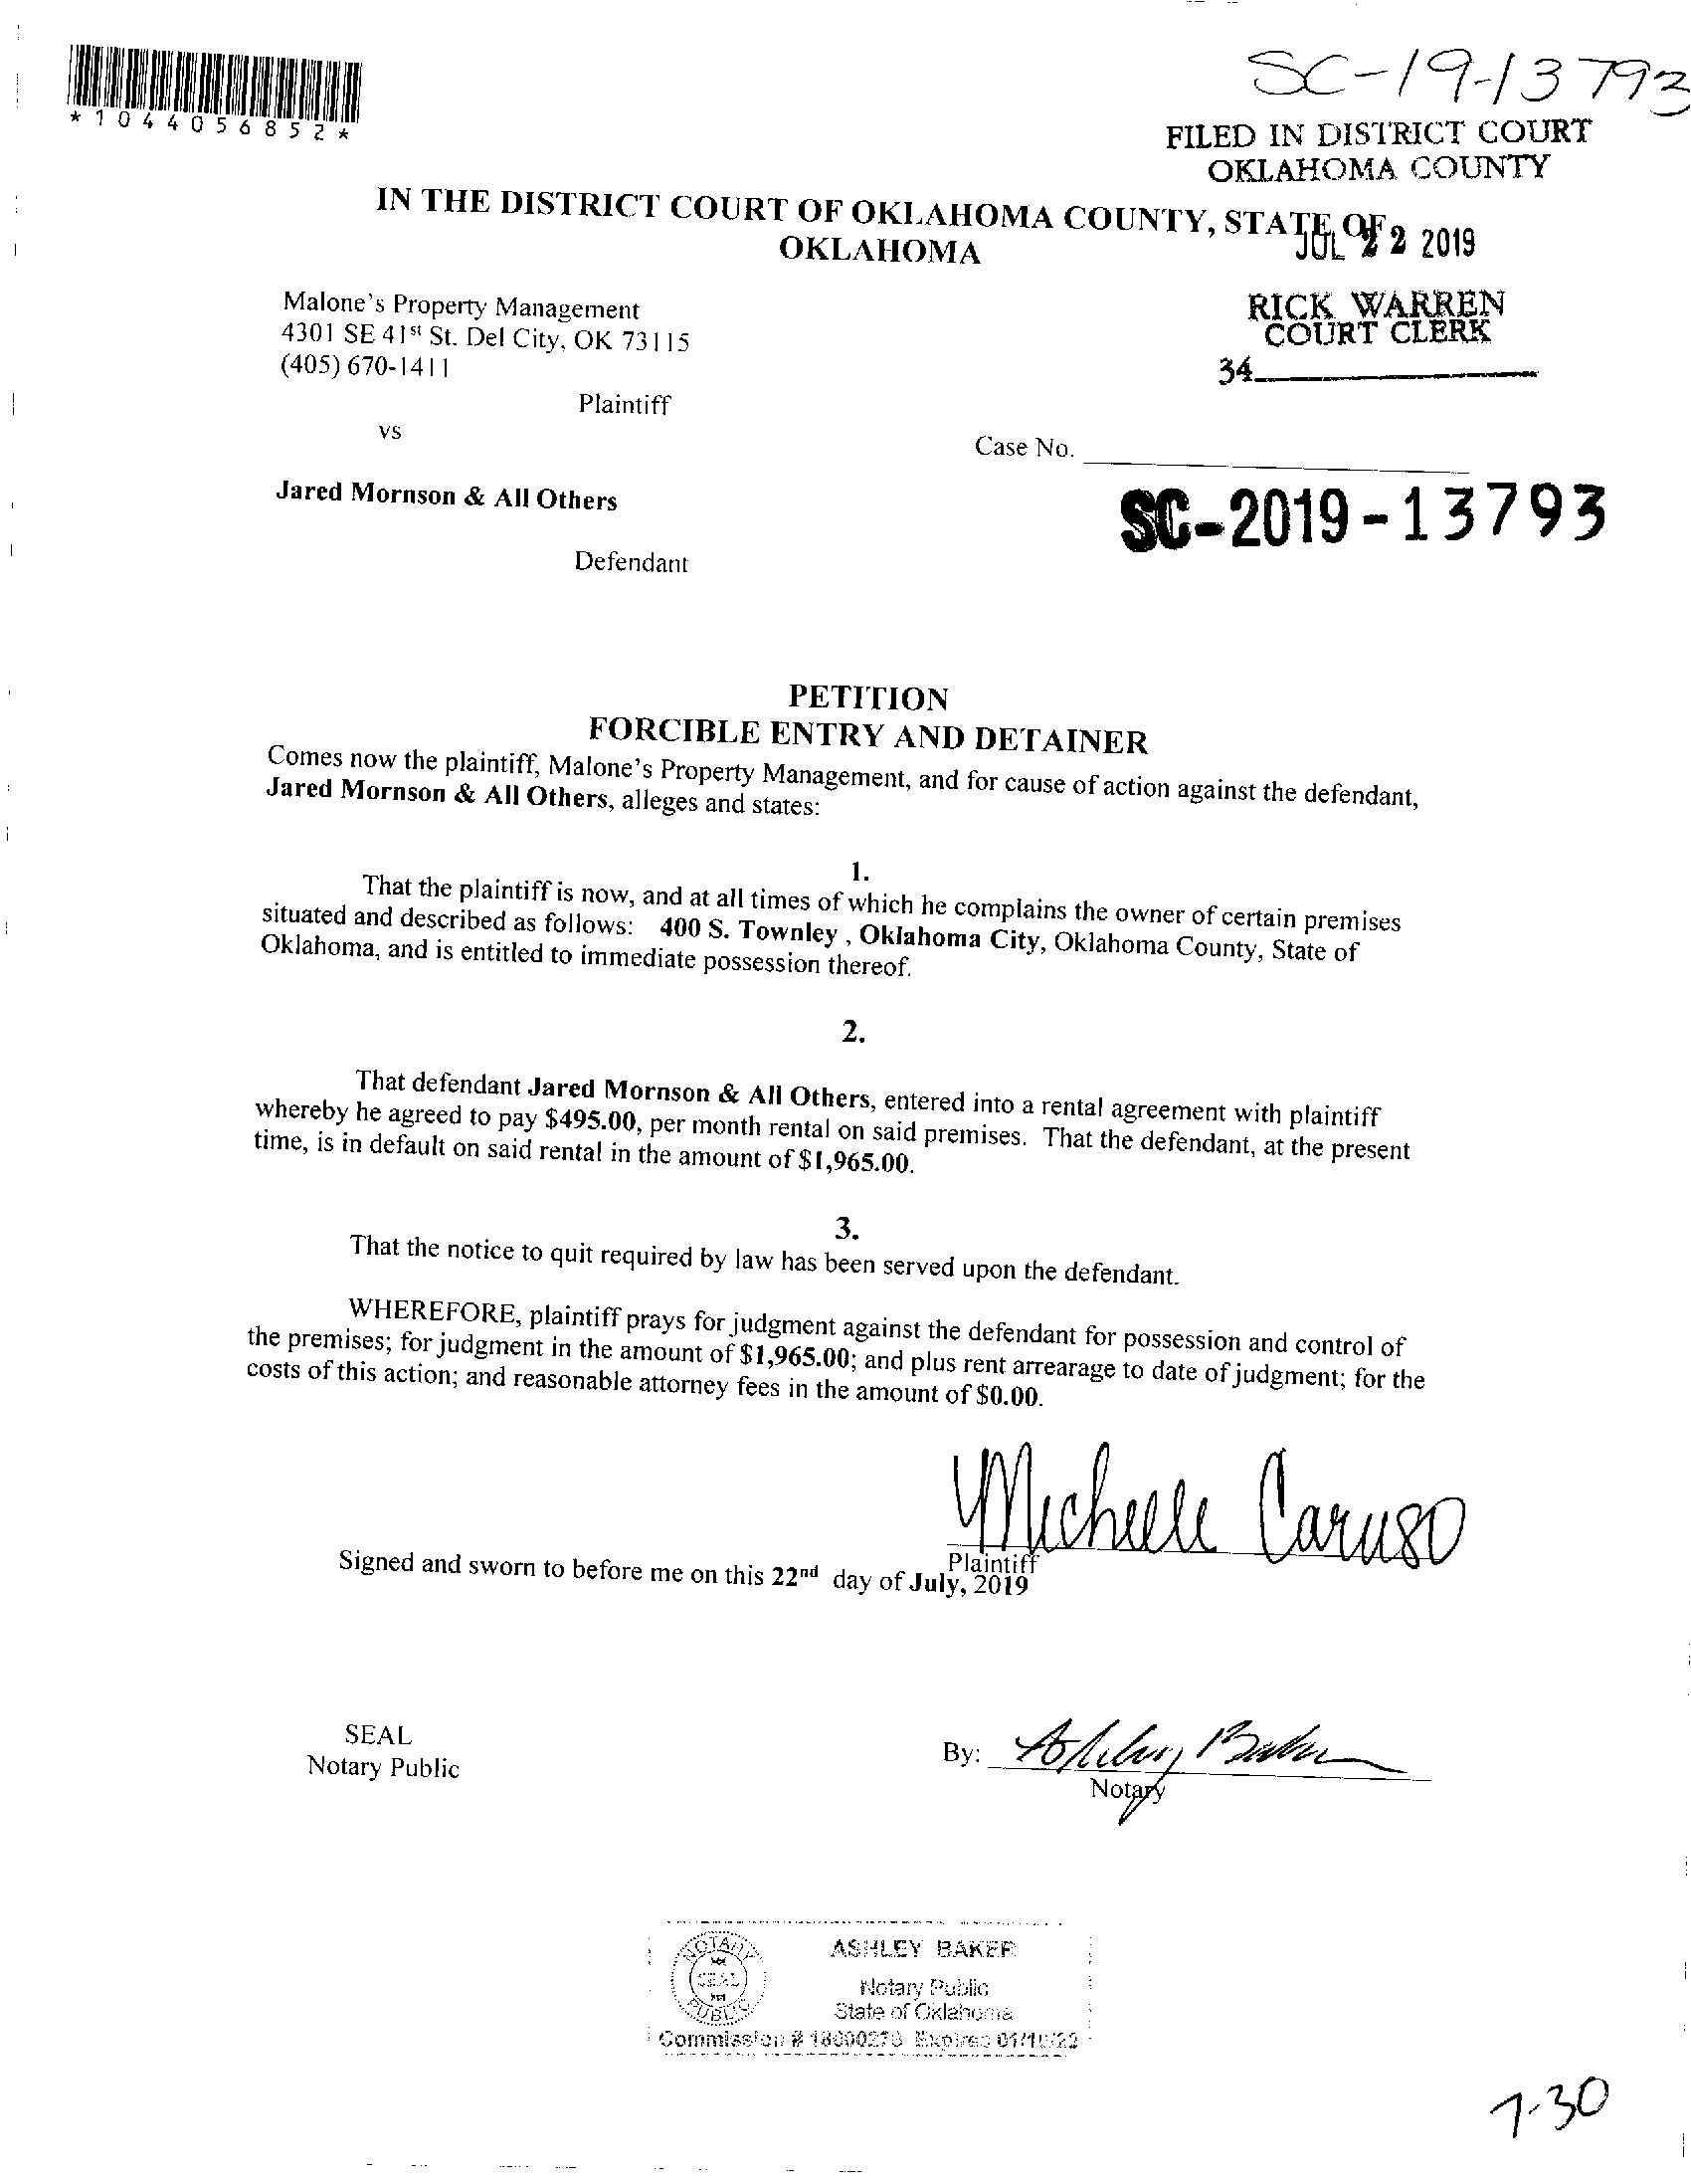 SC-19-13793
*1044056852*
FILED IN DISTRICT COURT
OKLAHOMA COUNTY
IN THE DISTRICT COURT OF OKLAHOMA COUNTY, STATE OF
OKLAHOMA
JUL 22 2019
Malone's Property Management
4301 SE 41st St. Del City, OK 73115
(405) 670-1411
RICK WARREN
COURT CLERK
34
Plaintiff
vs
Case No.
Jared Mornson & All Others
SC-2019-13793
Defendant
PETITION
FORCIBLE ENTRY AND DETAINER
Comes now the plaintiff, Malone's Property Management, and for cause of action against the defendant,
Jared Mornson & All Others, alleges and states:
1.
That the plaintiff is now, and at all times of which he complains the owner of certain premises
situated and described as follows: 400 S. Townley , Oklahoma City, Oklahoma County, State of
Oklahoma, and is entitled to immediate possession thereof.
2.
That defendant Jared Mornson & All Others, entered into a rental agreement with plaintiff
whereby he agreed to pay $495.00, per month rental on said premises. That the defendant, at the present
time, is in default on said rental in the amount of $1,965.00.
3.
That the notice to quit required by law has been served upon the defendant.
WHEREFORE, plaintiff prays for judgment against the defendant for possession and control of
the premises; for judgment in the amount of $1,965.00; and plus rent arrearage to date of judgment; for the
costs of this action; and reasonable attorney fees in the amount of $0.00.
Michelle Caruso
Plaintiff
Signed and sworn to before me on this 22nd day of July, 2019
SEAL
Notary Public
By: Ashley Baker
Notary
NOTARY
SEAL
PUBLIC
ASHLEY BAKER
Notary Public
State of Oklahoma
Commission # Expires
7-30